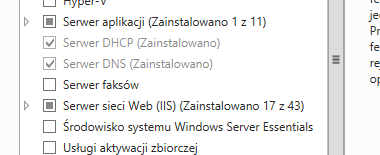 Hyper-V
Serwer aplikacji (Zainstalowano 1 z 11)
Serwer DHCP (Zainstalowano)
Serwer DNS (Zainstalowano)
Serwer faksów
Serwer sieci Web (IIS) (Zainstalowano 17 z 43)
Środowisko systemu Windows Server Essentials
Usługi aktywacji zbiorczej